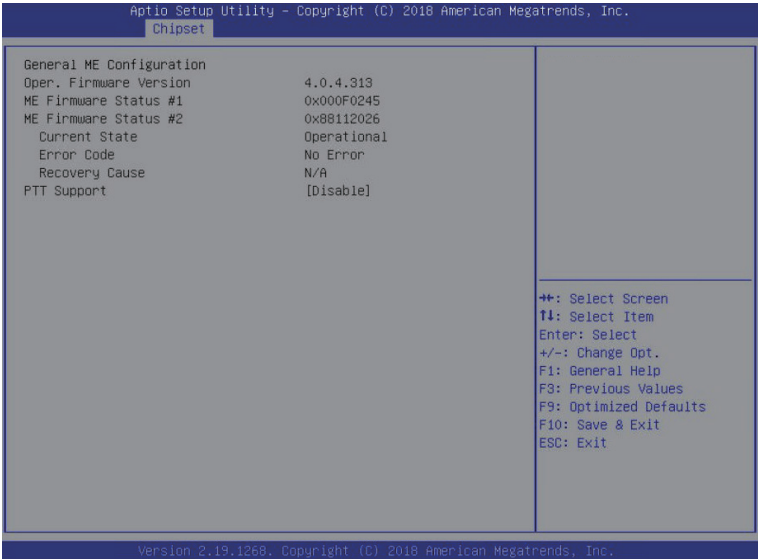 Aptio Setup Utility – Copyright (C) 2018 American Megatrends, Inc.
Chipset
General ME Configuration
Oper. Firmware Version 4.0.4.313
ME Firmware Status #1 0x000F0245
ME Firmware Status #2 0x88112026
Current State Operational
Error Code No Error
Recovery Cause N/A
PTT Support [Disable]
→←: Select Screen
↑↓: Select Item
Enter: Select
+/-: Change Opt.
F1: General Help
F3: Previous Values
F9: Optimized Defaults
F10: Save & Exit
ESC: Exit
Version 2.19.1268. Copyright (C) 2018 American Megatrends, Inc.